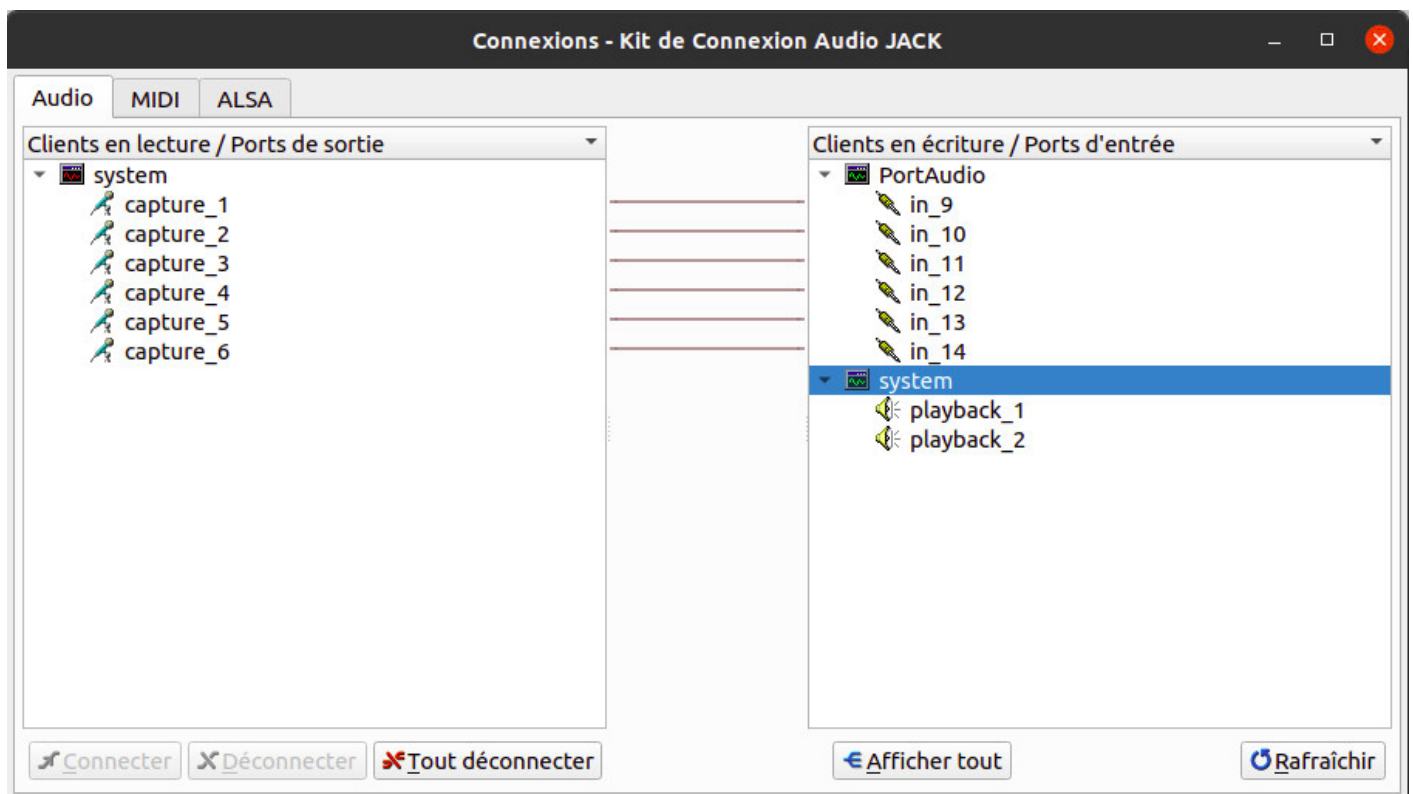 Connexions - Kit de Connexion Audio JACK
Audio MIDI ALSA
Clients en lecture / Ports de sortie
system
capture_1
capture_2
capture_3
capture_4
capture_5
capture_6
Clients en écriture / Ports d'entrée
PortAudio
in_9
in_10
in_11
in_12
in_13
in_14
system
playback_1
playback_2
Connecter Déconnecter Tout déconnecter Afficher tout Rafraîchir